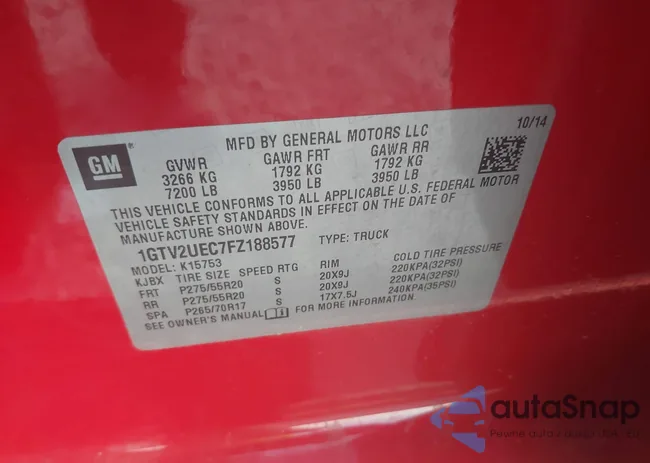 MFD BY GENERAL MOTORS LLC
10/14
GM
GVWR GAWR FRT GAWR RR
3266 KG 1792 KG 1792 KG
7200 LB 3950 LB 3950 LB
THIS VEHICLE CONFORMS TO ALL APPLICABLE U.S. FEDERAL MOTOR
VEHICLE SAFETY STANDARDS IN EFFECT ON THE DATE OF
MANUFACTURE SHOWN ABOVE.
1GTV2UEC7FZ188577 TYPE: TRUCK
MODEL: K15753
KJBX TIRE SIZE SPEED RTG RIM COLD TIRE PRESSURE
FRT P275/55R20 S 20X9J 220KPA(32PSI)
RR P275/55R20 S 20X9J 220KPA(32PSI)
SPA P265/70R17 S 17X7.5J 240KPA(35PSI)
SEE OWNER'S MANUAL FOR MORE INFORMATION.
autaSnap
Pewne auta